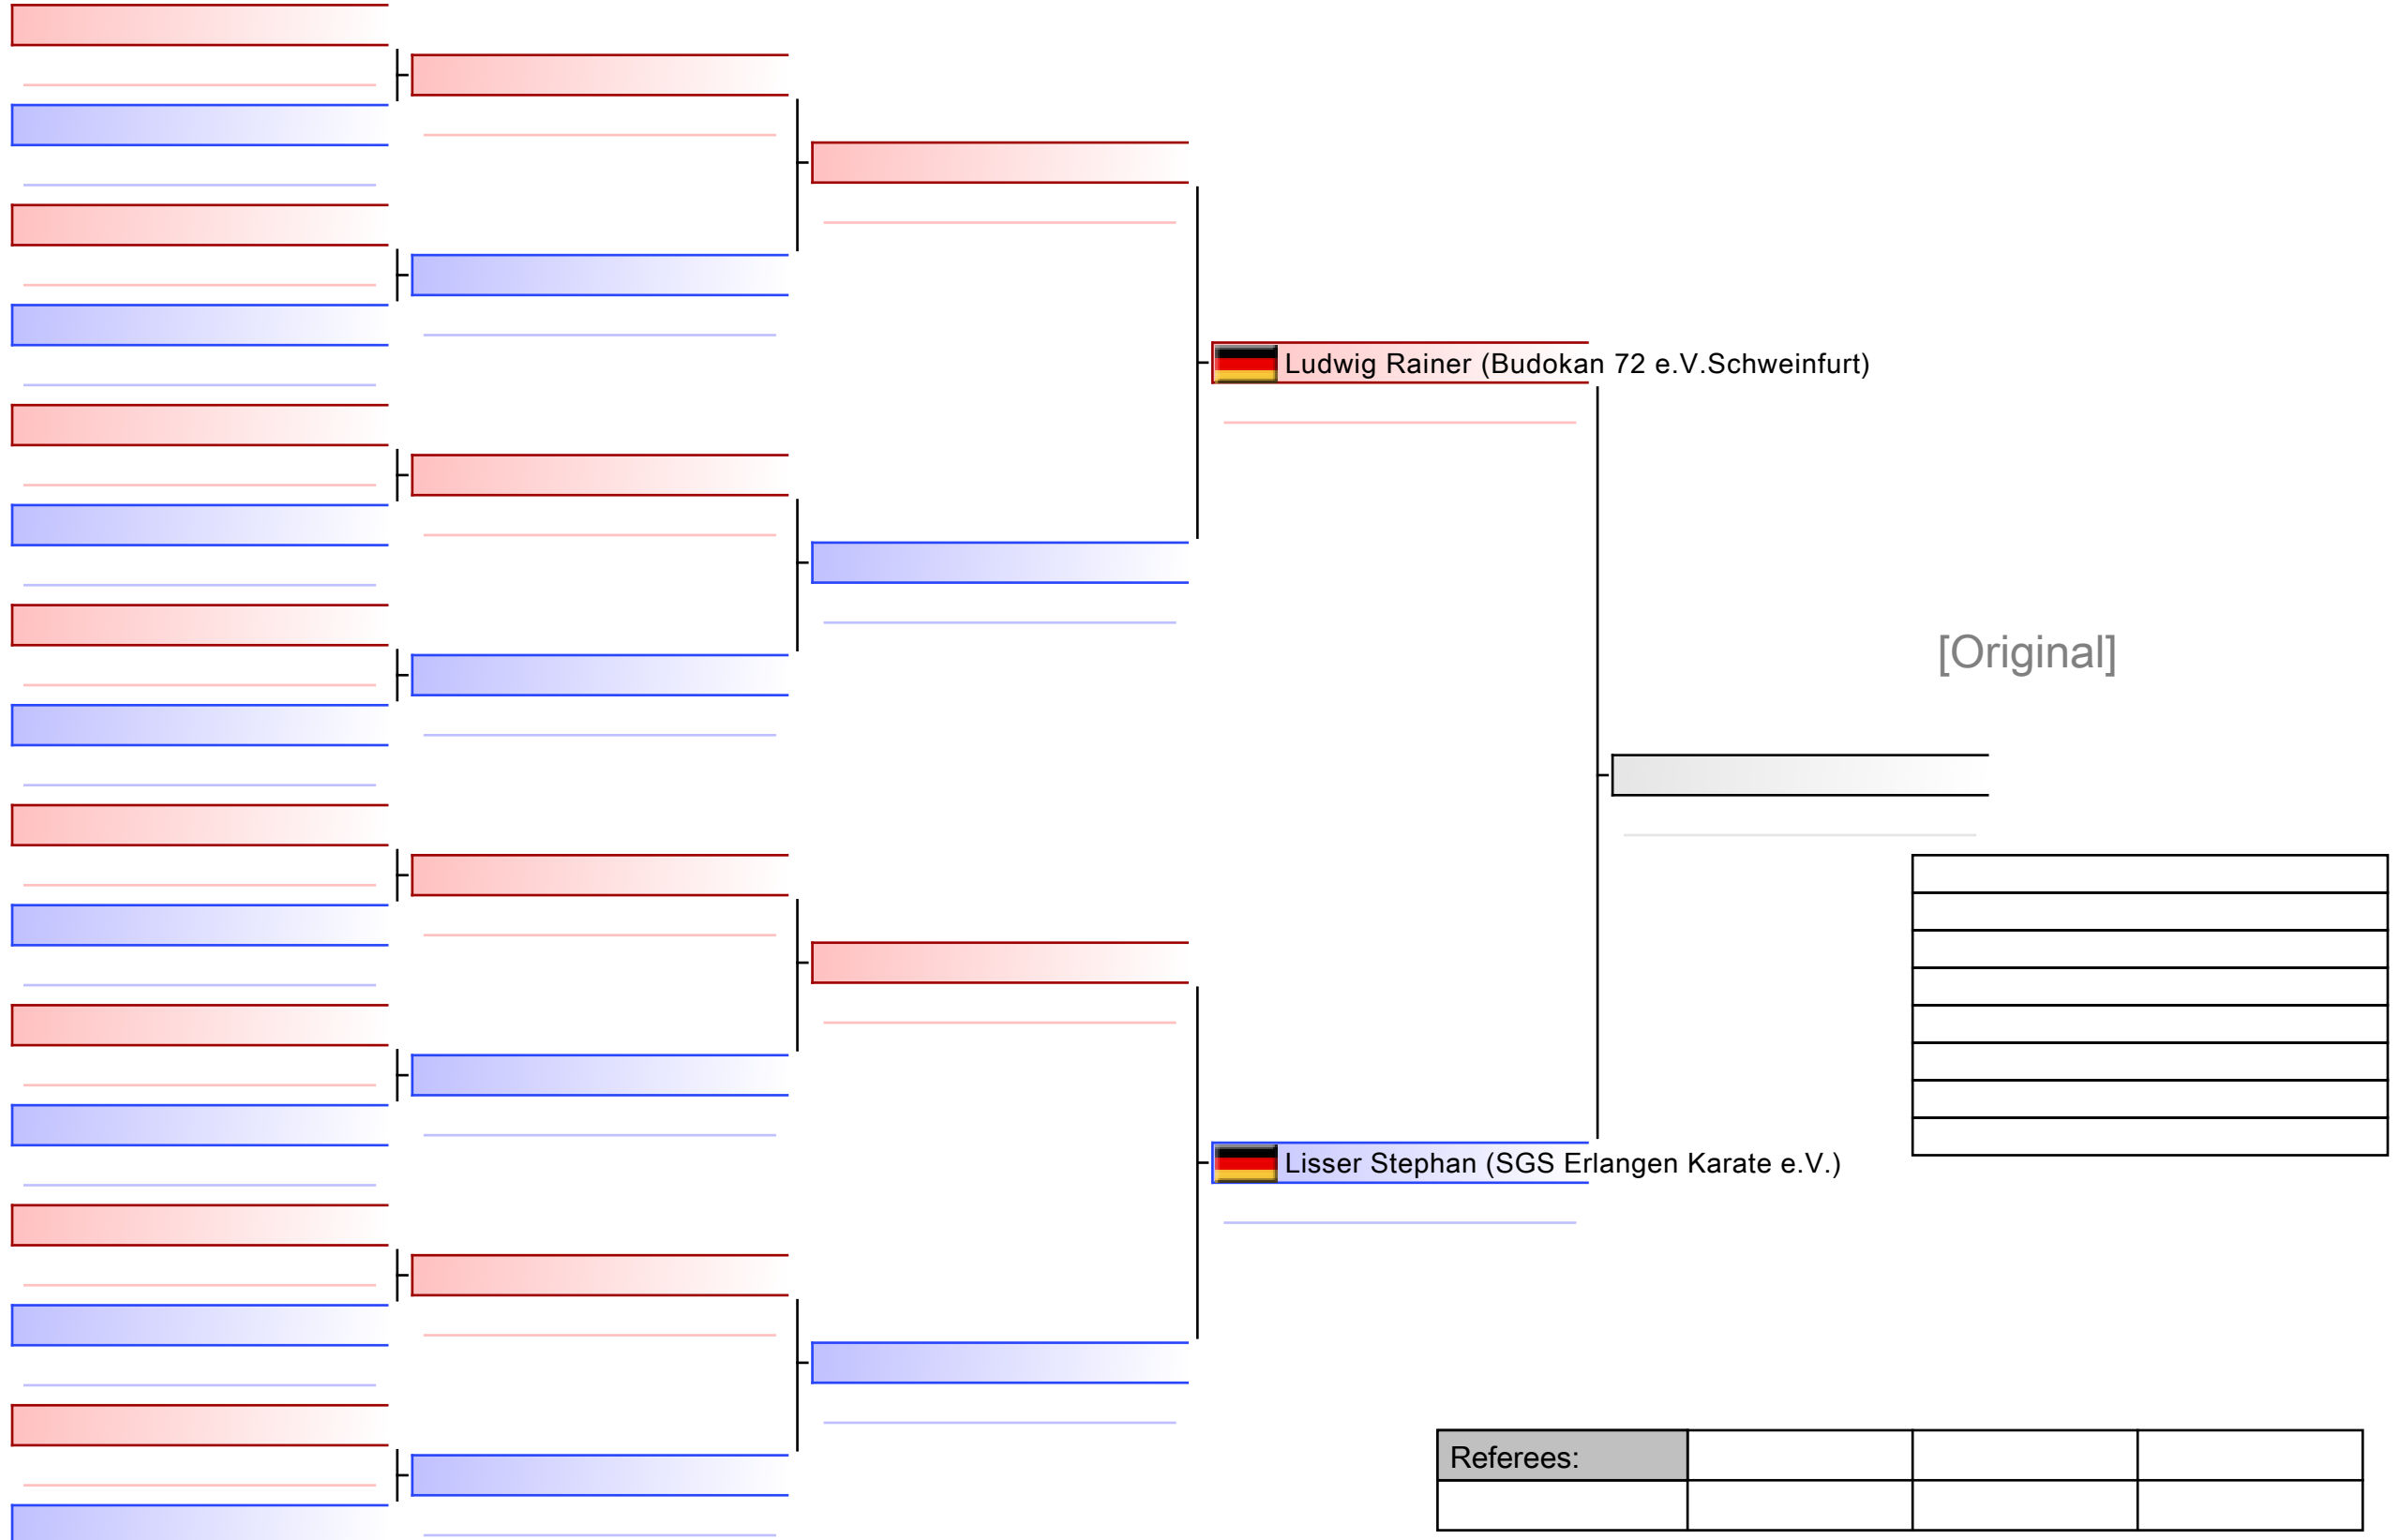 Ludwig Rainer (Budokan 72 e.V.Schweinfurt)
[Original]
Lisser Stephan (SGS Erlangen Karate e.V.)
Referees: